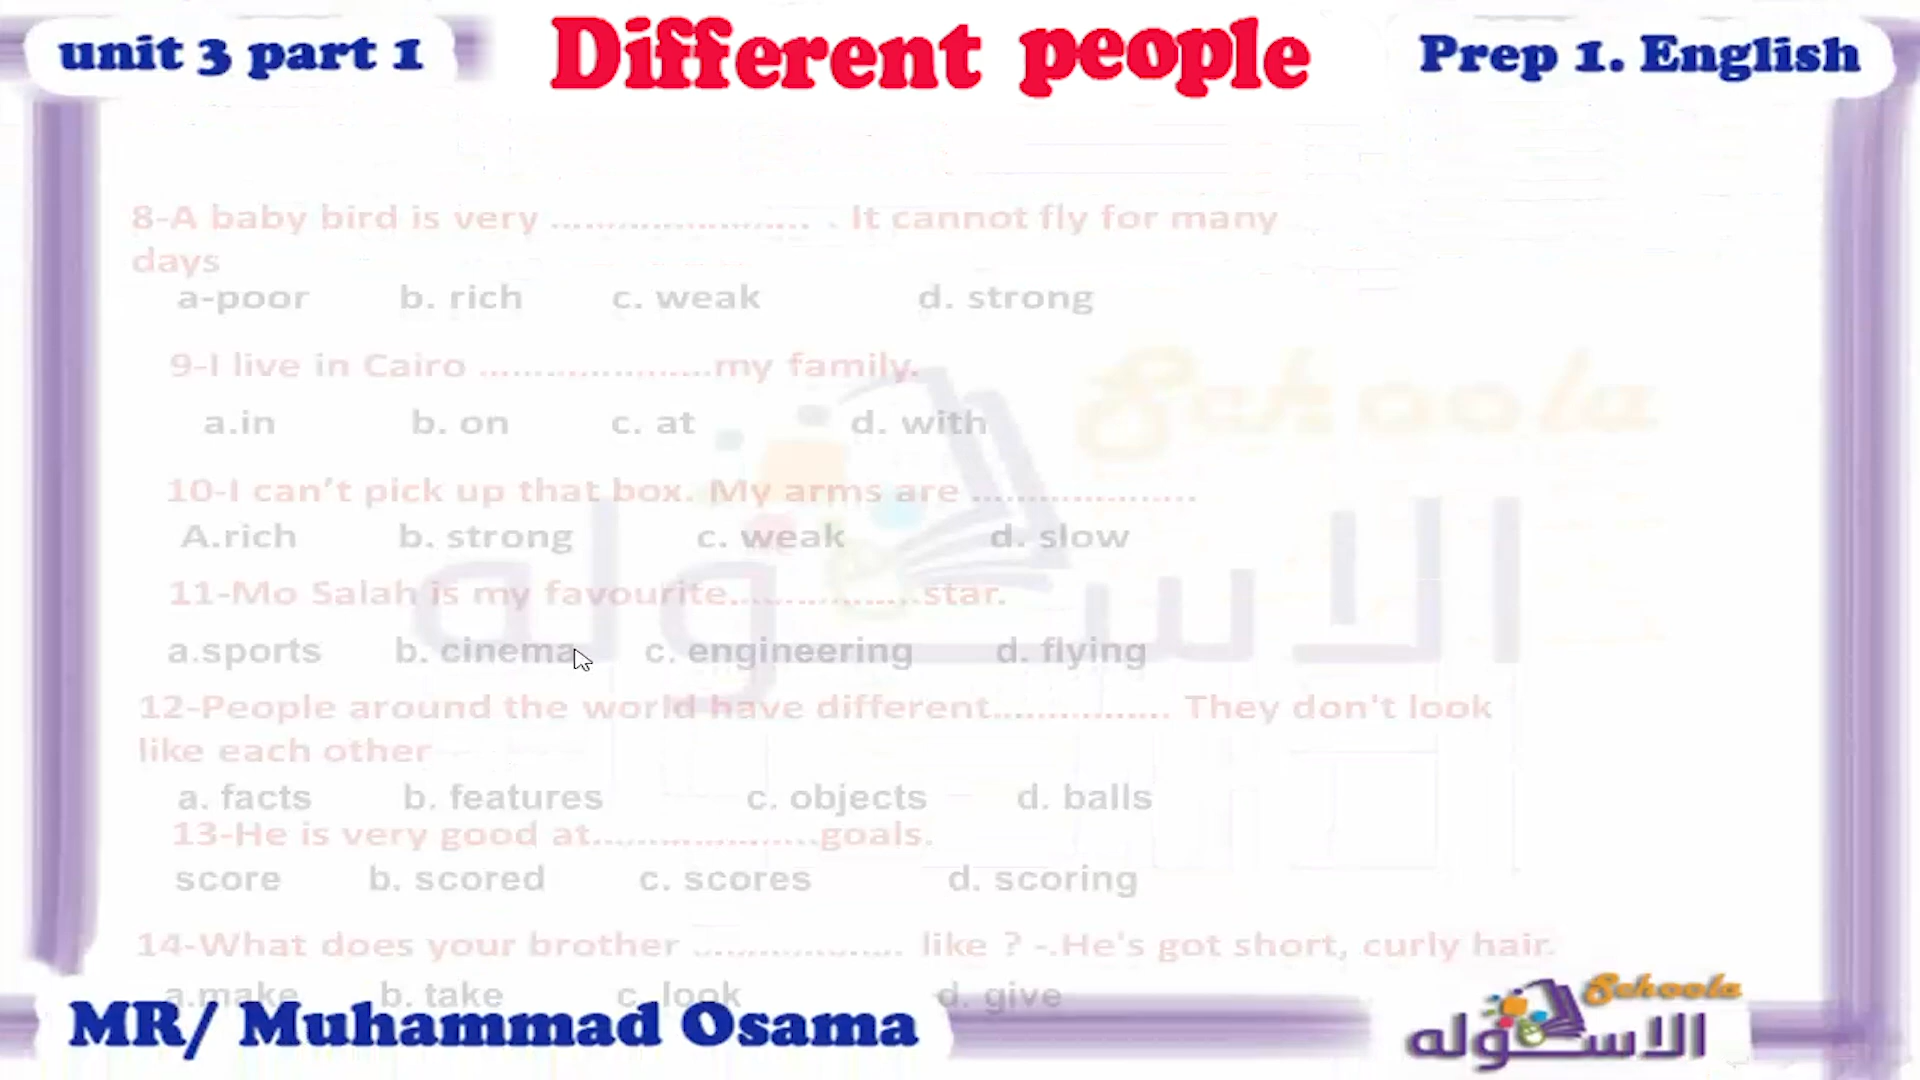 unit 3 part 1
Different people
Prep 1. English
8-A baby bird is very ........................ . It cannot fly for many
days
a-poor b. rich c. weak d. strong
9-I live in Cairo .....................my family.
a.in b. on c. at d. with
10-I can't pick up that box. My arms are ....................
A.rich b. strong c. weak d. slow
11-Mo Salah is my favourite.................star.
a.sports b. cinema c. engineering d. flying
12-People around the world have different................ They don't look
like each other
a. facts b. features c. objects d. balls
13-He is very good at....................goals.
score b. scored c. scores d. scoring
14-What does your brother ................... like ? -.He's got short, curly hair.
a.make b. take c. look d. give
Schoola
الاسكوله
MR/ Muhammad Osama
Schoola
الاسكوله